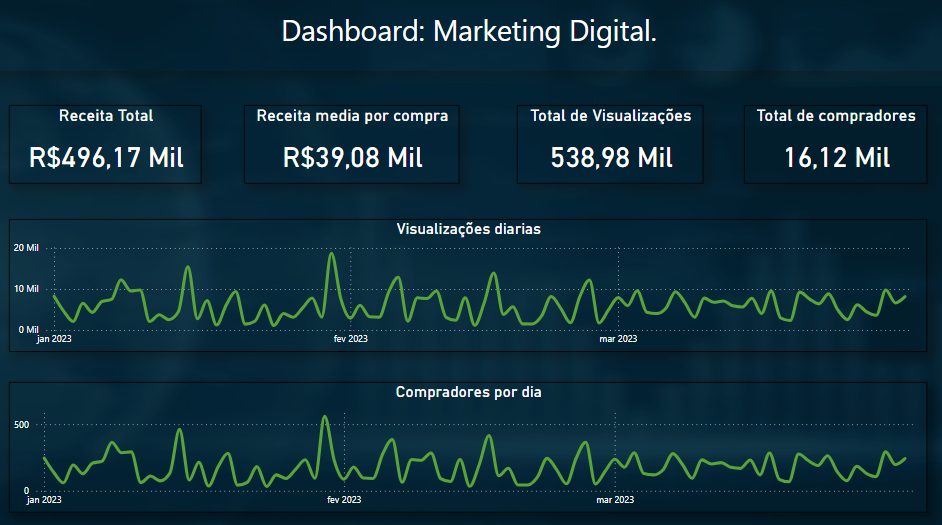 Dashboard: Marketing Digital.
Receita Total
R$496,17 Mil
Receita media por compra
R$39,08 Mil
Total de Visualizações
538,98 Mil
Total de compradores
16,12 Mil
Visualizações diarias
20 Mil
10 Mil
0 Mil
jan 2023
fev 2023
mar 2023
Compradores por dia
500
0
jan 2023
fev 2023
mar 2023